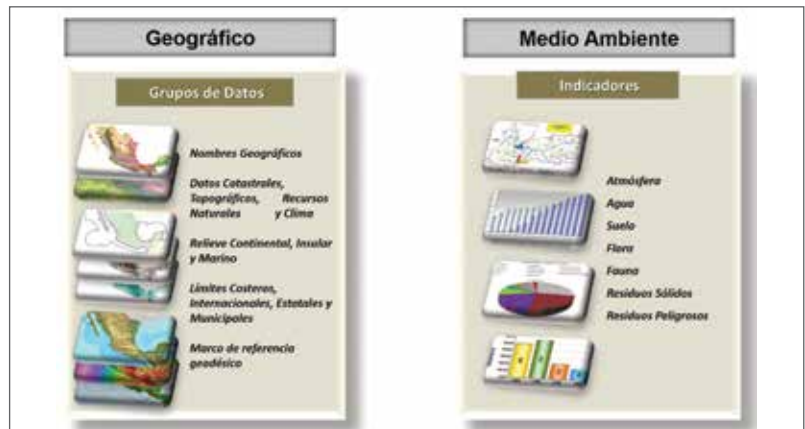 Geográfico
Grupos de Datos
Nombres Geográficos
Datos Catastrales,
Topográficos, Recursos
Naturales y Clima
Relieve Continental, Insular
y Marino
Límites Costeros,
Internacionales, Estatales y
Municipales
Marco de referencia
geodésico
Medio Ambiente
Indicadores
Atmósfera
Agua
Suelo
Flora
Fauna
Residuos Sólidos
Residuos Peligrosos